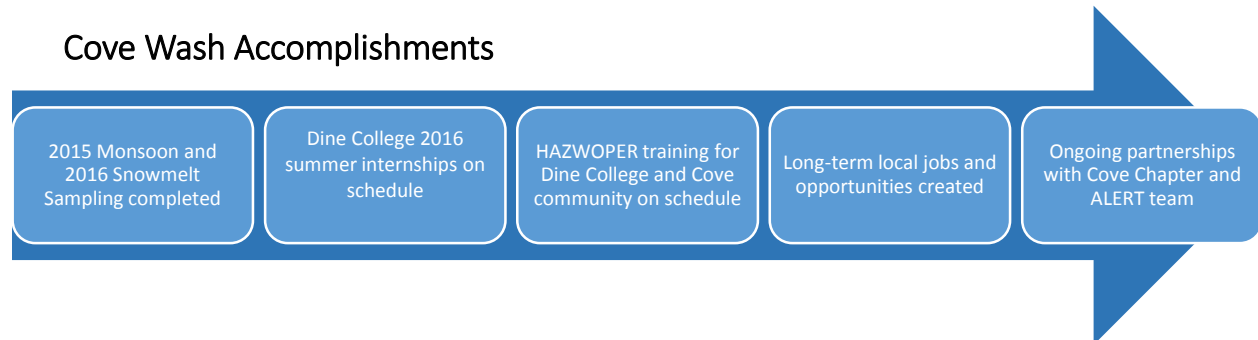 Cove Wash Accomplishments
2015 Monsoon and
2016 Snowmelt
Sampling completed
Dine College 2016
summer internships on
schedule
HAZWOPER training for
Dine College and Cove
community on schedule
Long-term local jobs and
opportunities created
Ongoing partnerships
with Cove Chapter and
ALERT team